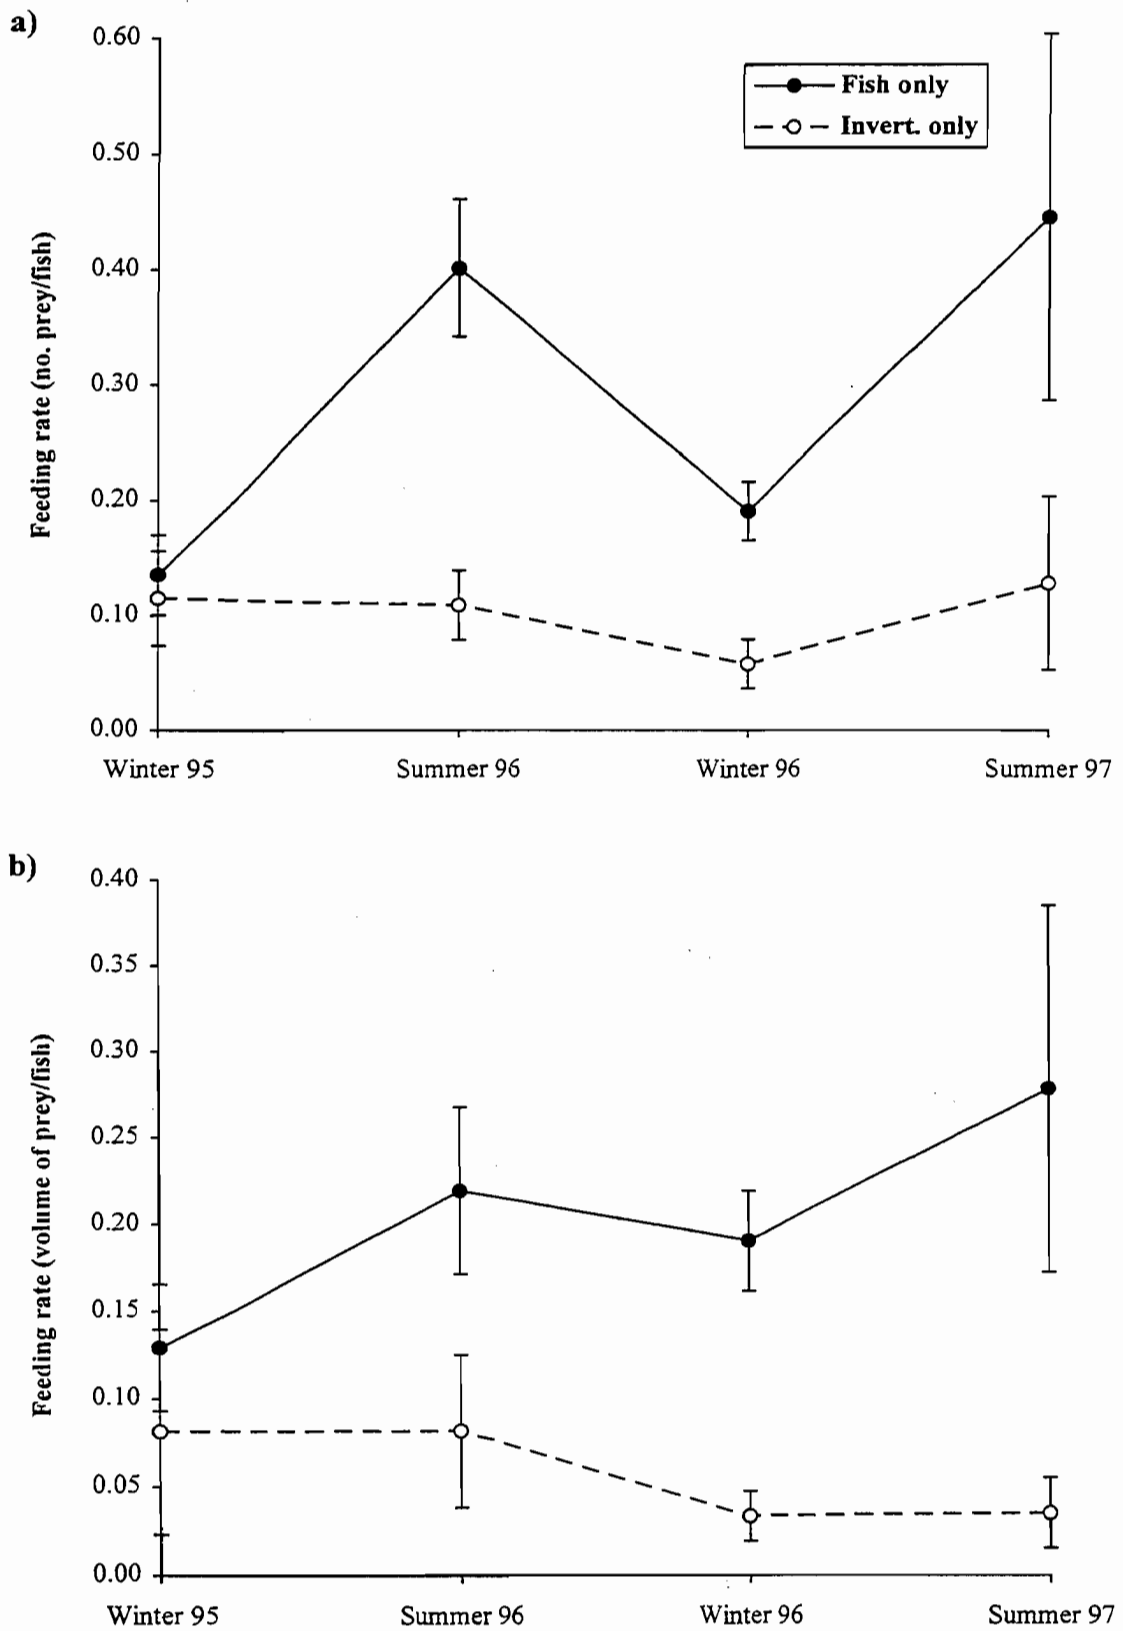 a)
Feeding rate (no. prey/fish)
0.60
0.50
0.40
0.30
0.20
0.10
0.00
Fish only
Invert. only
Winter 95
Summer 96
Winter 96
Summer 97
b)
Feeding rate (volume of prey/fish)
0.40
0.35
0.30
0.25
0.20
0.15
0.10
0.05
0.00
Winter 95
Summer 96
Winter 96
Summer 97